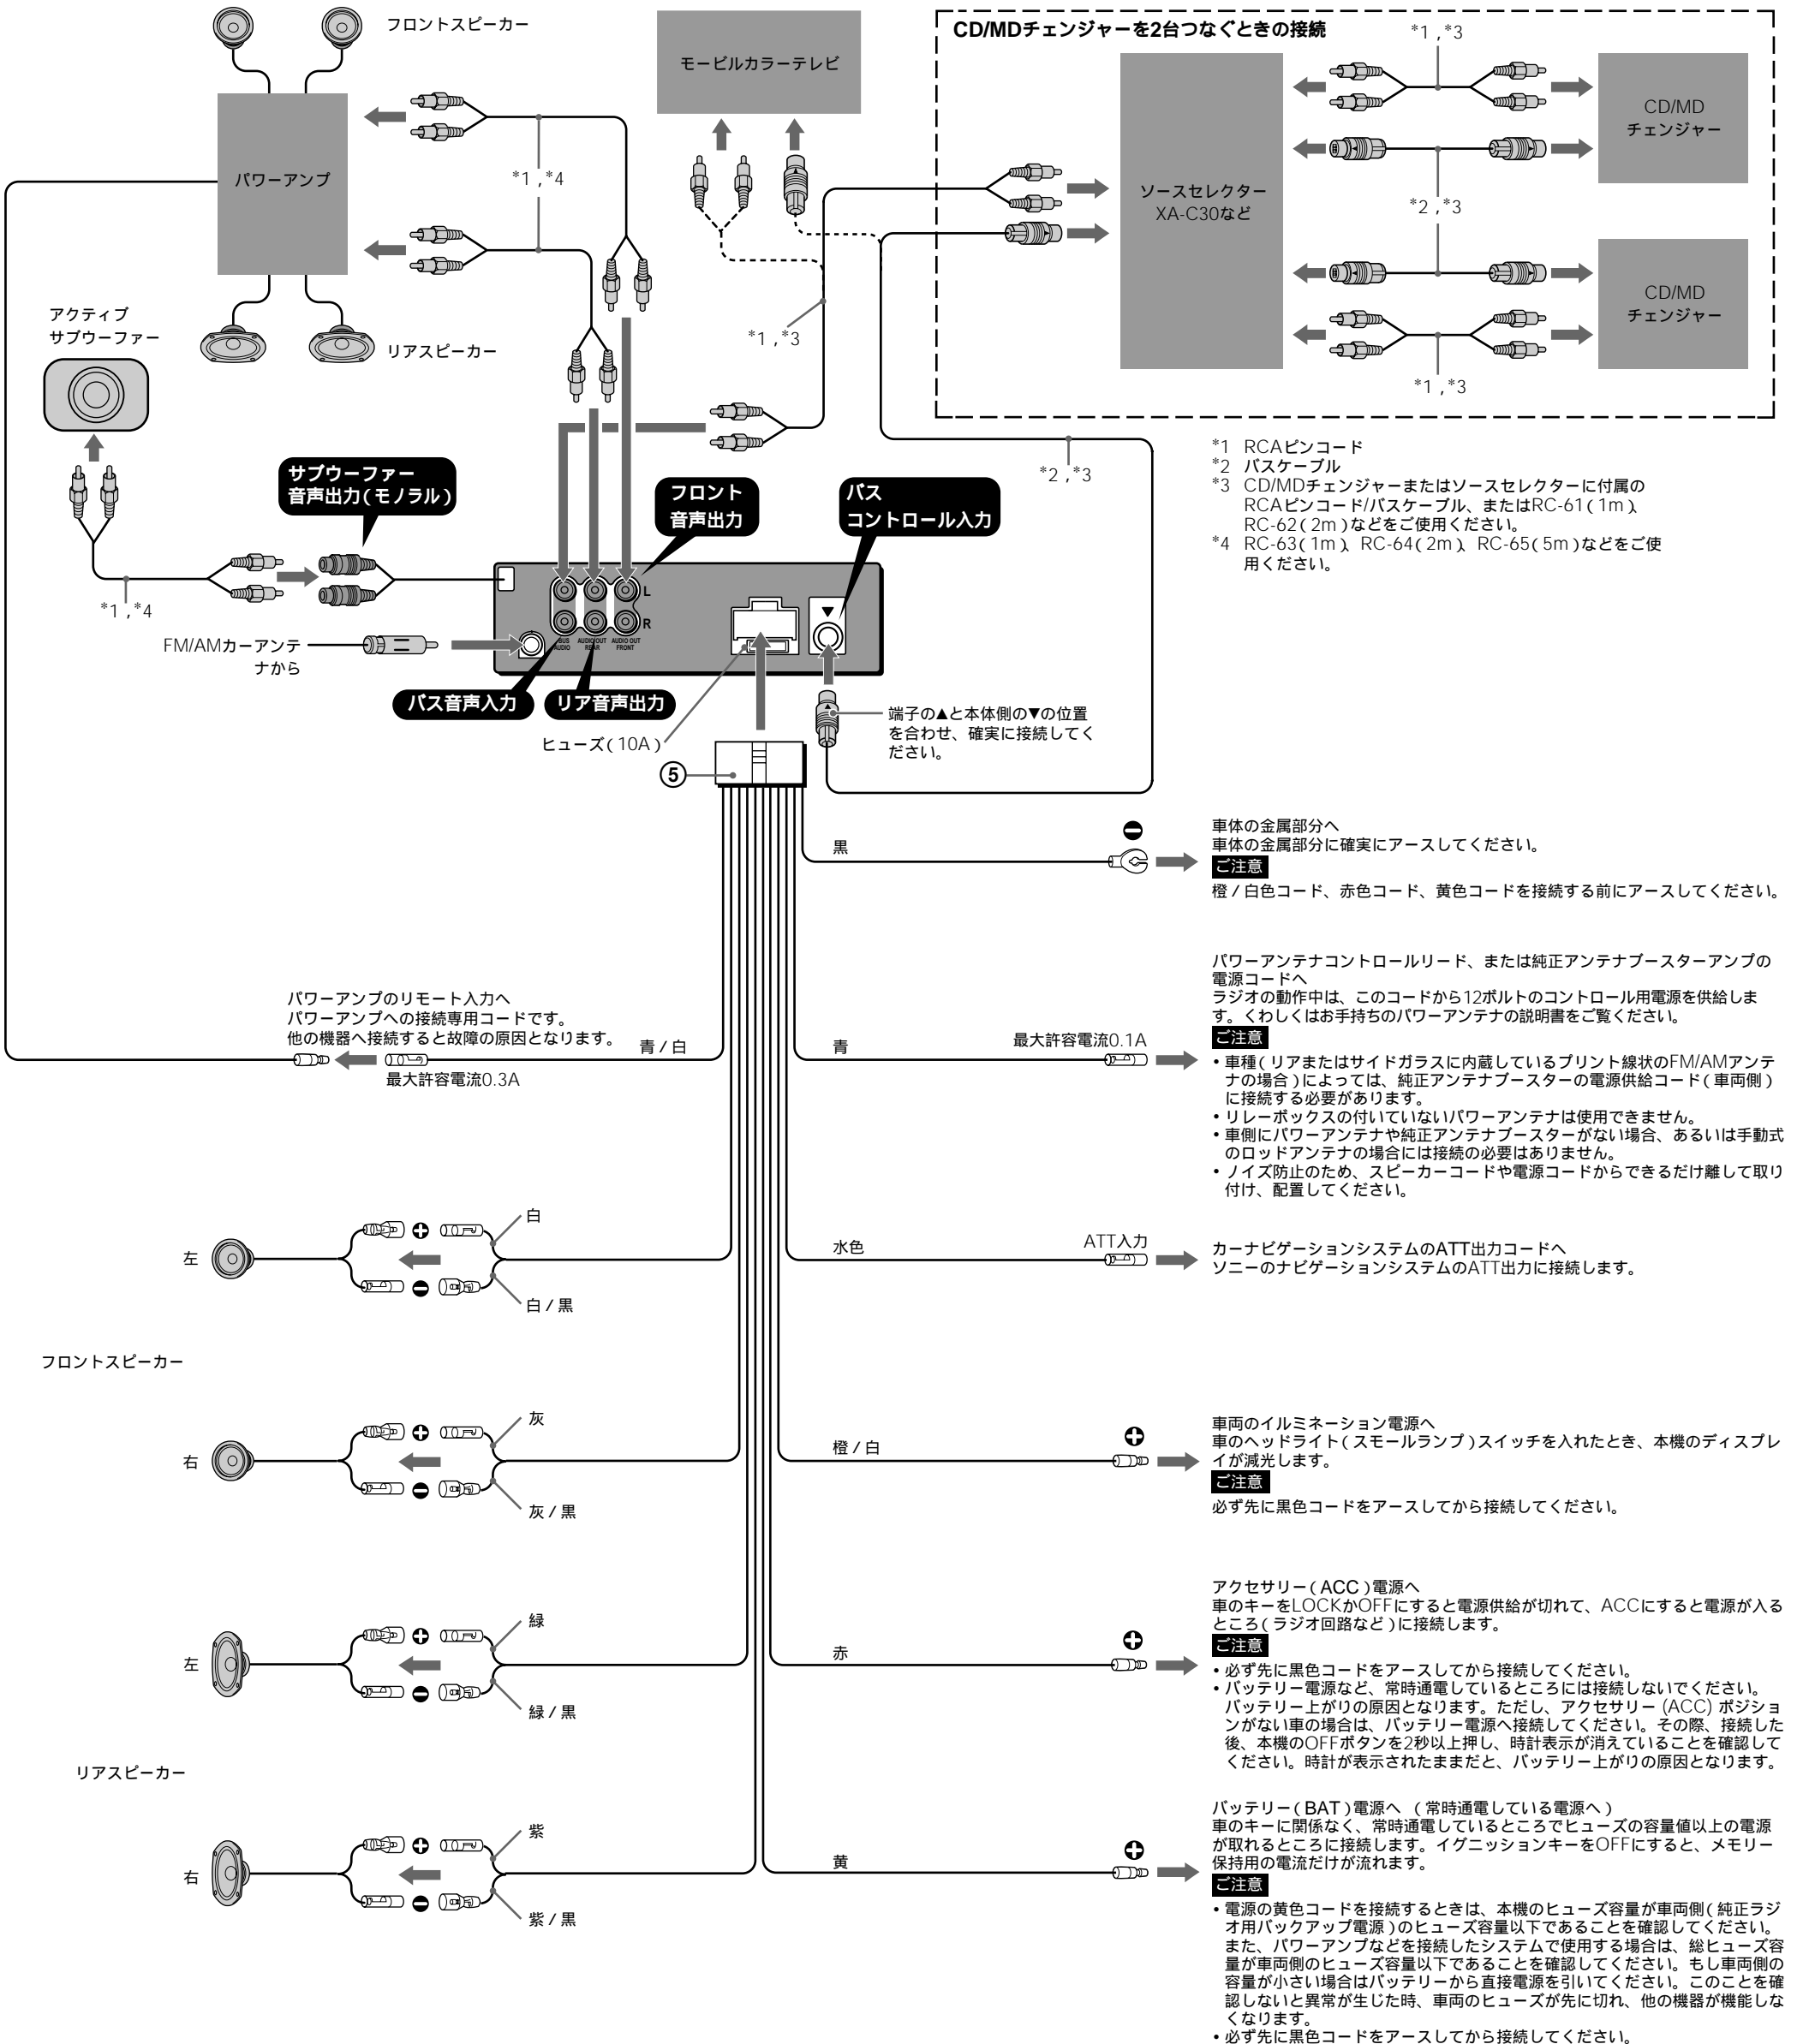 フロントスピーカー
パワーアンプ
*1 , *4
アクティブ
サブウーファー
リアスピーカー
モービルカラーテレビ
*1 , *3
CD/MDチェンジャーを2台つなぐときの接続
*1 , *3
ソースセレクター
XA-C30など
CD/MD
チェンジャー
*2 , *3
CD/MD
チェンジャー
*1 , *3
*2 , *3
*1 RCAピンコード
*2 バスケーブル
*3 CD/MDチェンジャーまたはソースセレクターに付属の
RCAピンコード/バスケーブル、またはRC-61(1m)、
RC-62(2m)などをご使用ください。
*4 RC-63(1m)、RC-64(2m)、RC-65(5m)などをご使
用ください。
サブウーファー
音声出力(モノラル)
フロント
音声出力
バス
コントロール入力
*1 , *4
L
R
BUS AUDIO
AUDIO OUT REAR
AUDIO OUT FRONT
▼
FM/AMカーアンテ
ナから
バス音声入力
リア音声出力
ヒューズ(10A)
端子の▲と本体側の▼の位置
を合わせ、確実に接続してく
ださい。
⑤
黒
車体の金属部分へ
車体の金属部分に確実にアースしてください。
ご注意
橙/白色コード、赤色コード、黄色コードを接続する前にアースしてください。
パワーアンプのリモート入力へ
パワーアンプへの接続専用コードです。
他の機器へ接続すると故障の原因となります。
青/白
最大許容電流0.3A
青
最大許容電流0.1A
パワーアンテナコントロールリード、または純正アンテナブースターアンプの
電源コードへ
ラジオの動作中は、このコードから12ボルトのコントロール用電源を供給しま
す。くわしくはお手持ちのパワーアンテナの説明書をご覧ください。
ご注意
• 車種(リアまたはサイドガラスに内蔵しているプリント線状のFM/AMアンテ
ナの場合)によっては、純正アンテナブースターの電源供給コード(車両側)
に接続する必要があります。
• リレーボックスの付いていないパワーアンテナは使用できません。
• 車側にパワーアンテナや純正アンテナブースターがない場合、あるいは手動式
のロッドアンテナの場合には接続の必要はありません。
• ノイズ防止のため、スピーカーコードや電源コードからできるだけ離して取り
付け、配置してください。
左
白
白/黒
水色
ATT入力
カーナビゲーションシステムのATT出力コードへ
ソニーのナビゲーションシステムのATT出力に接続します。
フロントスピーカー
右
灰
灰/黒
橙/白
車両のイルミネーション電源へ
車のヘッドライト(スモールランプ)スイッチを入れたとき、本機のディスプレ
イが減光します。
ご注意
必ず先に黒色コードをアースしてから接続してください。
左
緑
緑/黒
赤
アクセサリー(ACC)電源へ
車のキーをLOCKかOFFにすると電源供給が切れて、ACCにすると電源が入る
ところ(ラジオ回路など)に接続します。
ご注意
• 必ず先に黒色コードをアースしてから接続してください。
• バッテリー電源など、常時通電しているところには接続しないでください。
バッテリー上がりの原因となります。ただし、アクセサリー (ACC) ポジショ
ンがない車の場合は、バッテリー電源へ接続してください。その際、接続した
後、本機のOFFボタンを2秒以上押し、時計表示が消えていることを確認して
ください。時計が表示されたままだと、バッテリー上がりの原因となります。
リアスピーカー
右
紫
紫/黒
黄
バッテリー(BAT)電源へ (常時通電している電源へ)
車のキーに関係なく、常時通電しているところでヒューズの容量値以上の電源
が取れるところに接続します。イグニッションキーをOFFにすると、メモリー
保持用の電流だけが流れます。
ご注意
• 電源の黄色コードを接続するときは、本機のヒューズ容量が車両側(純正ラジ
オ用バックアップ電源)のヒューズ容量以下であることを確認してください。
また、パワーアンプなどを接続したシステムで使用する場合は、総ヒューズ容
量が車両側のヒューズ容量以下であることを確認してください。もし車両側の
容量が小さい場合はバッテリーから直接電源を引いてください。このことを確
認しないと異常が生じた時、車両のヒューズが先に切れ、他の機器が機能しな
くなります。
• 必ず先に黒色コードをアースしてから接続してください。